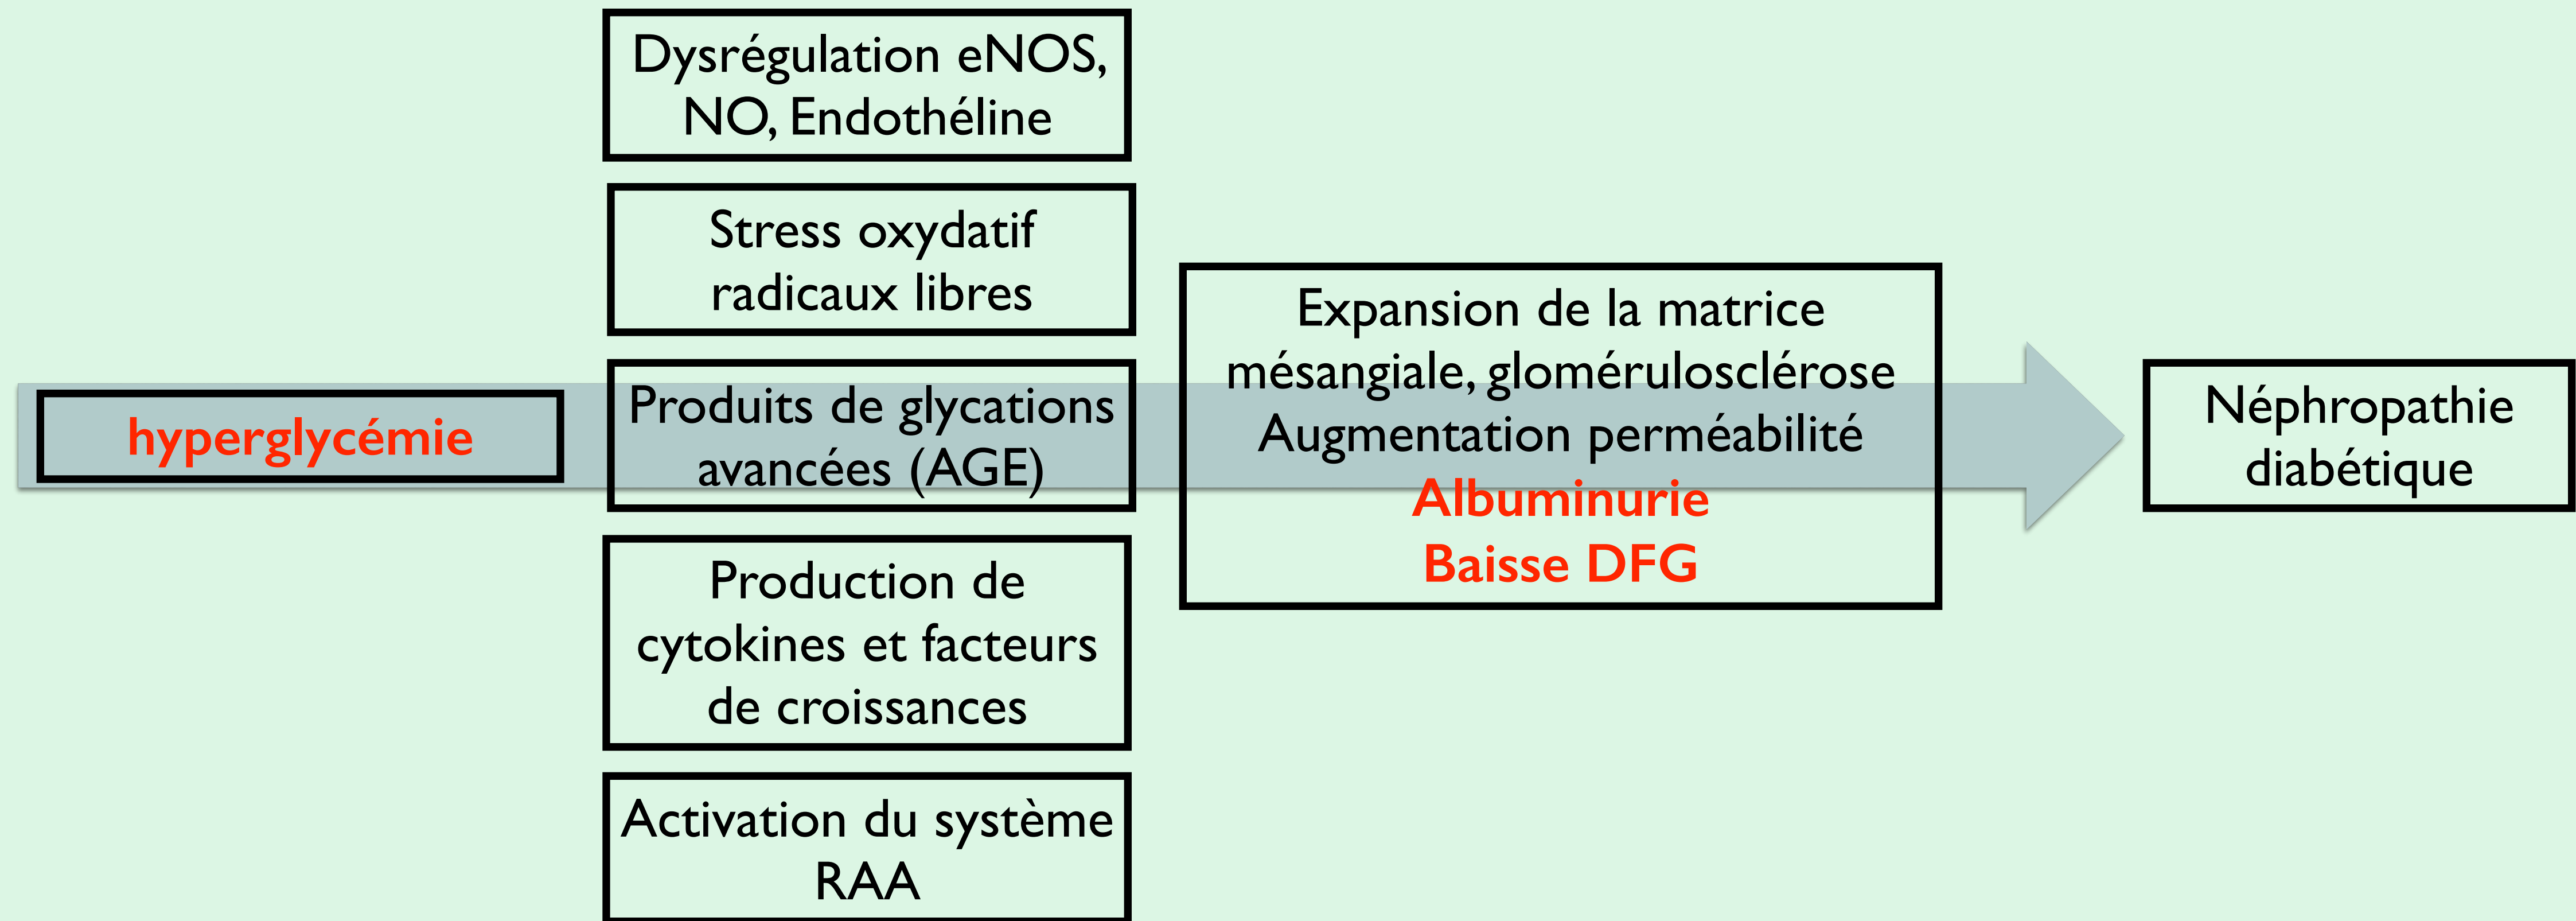 hyperglycémie
Dysrégulation eNOS,
NO, Endothéline
Stress oxydatif
radicaux libres
Produits de glycations
avancées (AGE)
Production de
cytokines et facteurs
de croissances
Activation du système
RAA
Expansion de la matrice
mésangiale, glomérulosclérose
Augmentation perméabilité
Albuminurie
Baisse DFG
Néphropathie
diabétique